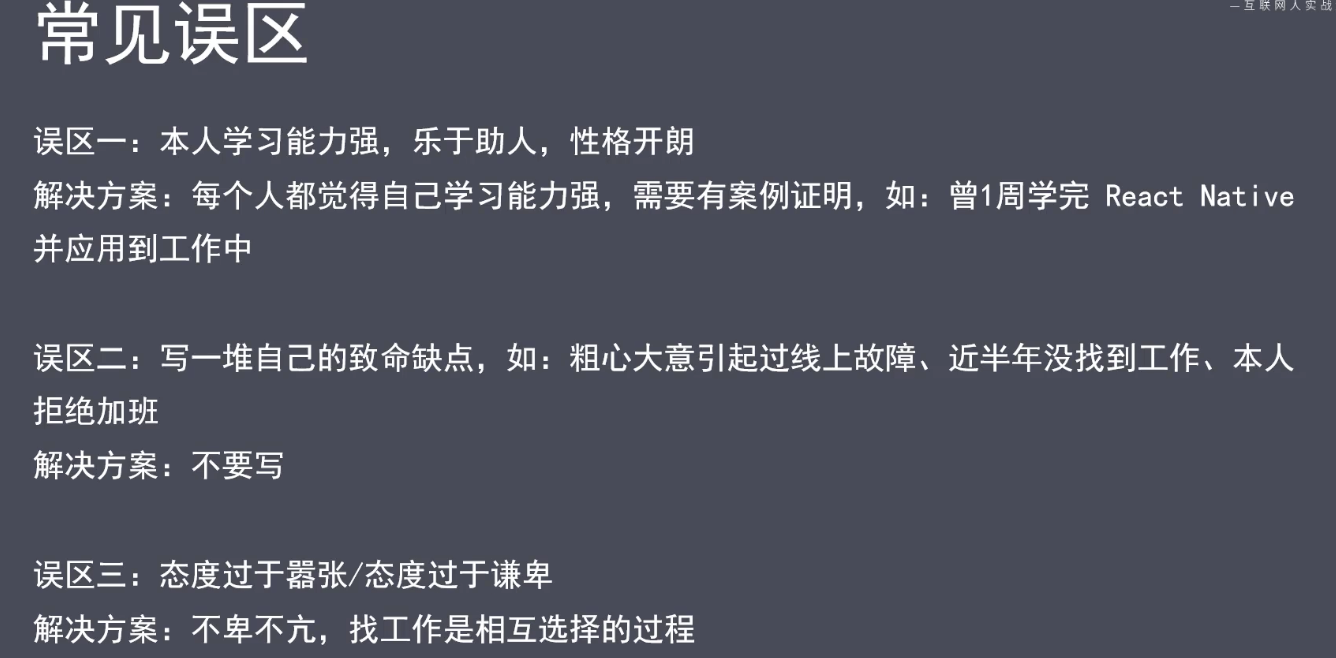 —互联网人实战
常见误区
误区一：本人学习能力强，乐于助人，性格开朗
解决方案：每个人都觉得自己学习能力强，需要有案例证明，如：曾1周学完 React Native
并应用到工作中
误区二：写一堆自己的致命缺点，如：粗心大意引起过线上故障、近半年没找到工作、本人
拒绝加班
解决方案：不要写
误区三：态度过于嚣张/态度过于谦卑
解决方案：不卑不亢，找工作是相互选择的过程